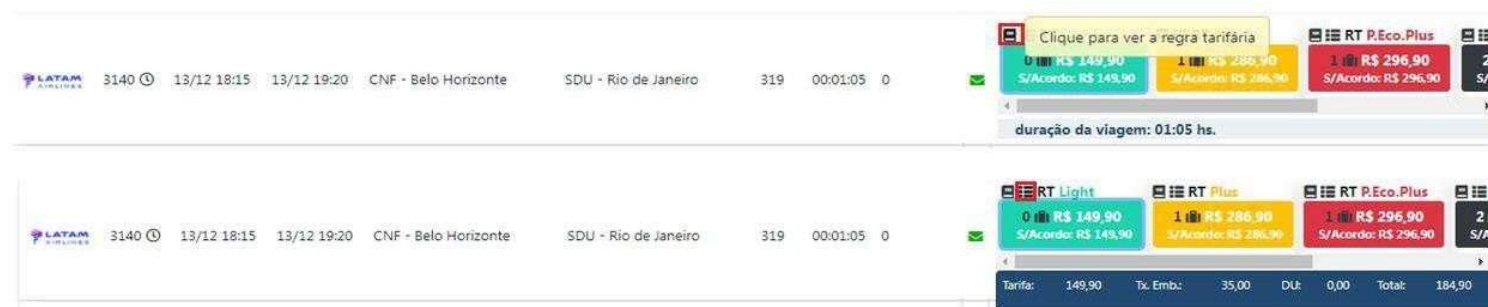 Clique para ver a regra tarifária
RT P.Eco.Plus
LATAM AIRLINES 3140 13/12 18:15 13/12 19:20 CNF - Belo Horizonte SDU - Rio de Janeiro 319 00:01:05 0
0 R$ 149,90 1 R$ 286,90 1 R$ 296,90 2
S/Acordo: R$ 149,90 S/Acordo: R$ 286,90 S/Acordo: R$ 296,90
duração da viagem: 01:05 hs.
RT Light RT Plus RT P.Eco.Plus
LATAM AIRLINES 3140 13/12 18:15 13/12 19:20 CNF - Belo Horizonte SDU - Rio de Janeiro 319 00:01:05 0
0 R$ 149,90 1 R$ 286,90 1 R$ 296,90 2
S/Acordo: R$ 149,90 S/Acordo: R$ 286,90 S/Acordo: R$ 296,90
Tarifa: 149,90 Tx. Emb.: 35,00 DU: 0,00 Total: 184,90